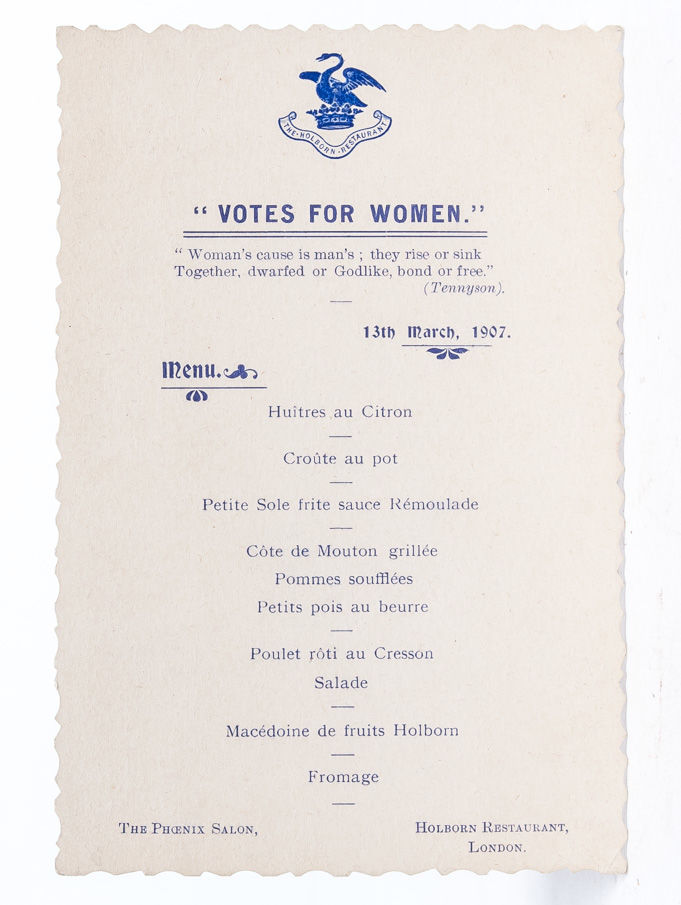 THE·HOLBORN·RESTAURANT
“ VOTES FOR WOMEN.”
“ Woman's cause is man's ; they rise or sink
Together, dwarfed or Godlike, bond or free.”
(Tennyson).
13th March, 1907.
Menu.
Huîtres au Citron
Croûte au pot
Petite Sole frite sauce Rémoulade
Côte de Mouton grillée
Pommes soufflées
Petits pois au beurre
Poulet rôti au Cresson
Salade
Macédoine de fruits Holborn
Fromage
The Phœnix Salon,
Holborn Restaurant,
London.